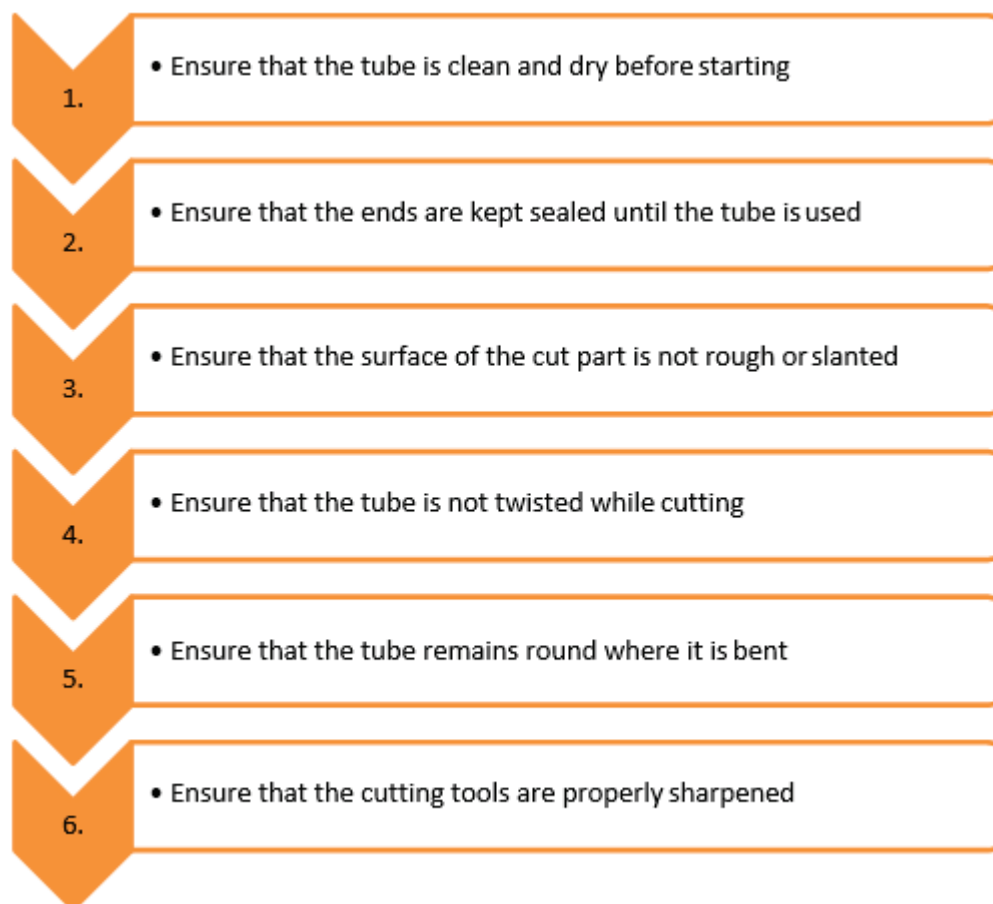 1.
• Ensure that the tube is clean and dry before starting
2.
• Ensure that the ends are kept sealed until the tube is used
3.
• Ensure that the surface of the cut part is not rough or slanted
4.
• Ensure that the tube is not twisted while cutting
5.
• Ensure that the tube remains round where it is bent
6.
• Ensure that the cutting tools are properly sharpened